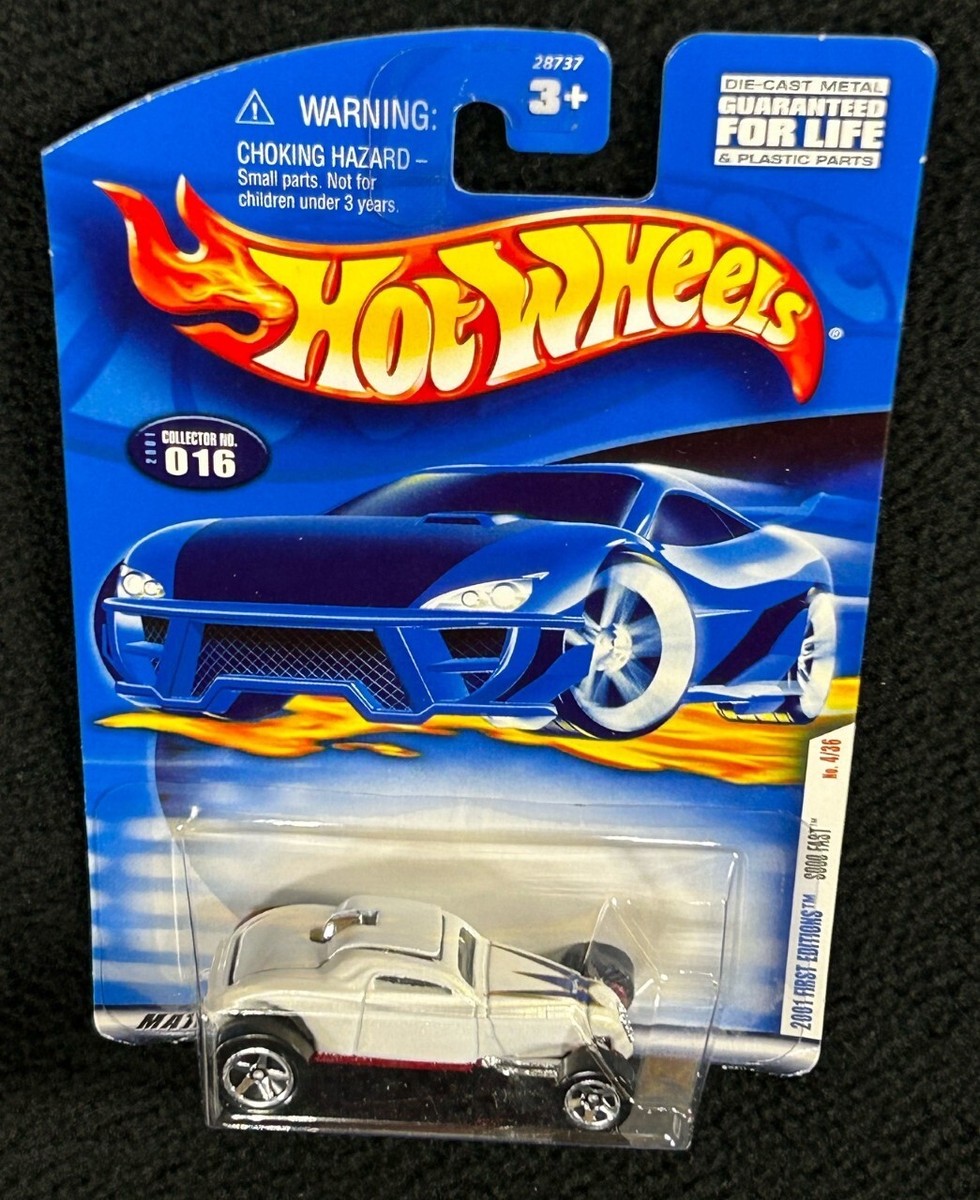 28737
3+
WARNING:
CHOKING HAZARD –
Small parts. Not for
children under 3 years.
DIE-CAST METAL
GUARANTEED
FOR LIFE
& PLASTIC PARTS
HOT WHEELS®
2001
COLLECTOR NO.
016
No. 4/36
2001 FIRST EDITIONS™ SOOO FAST™
MAT